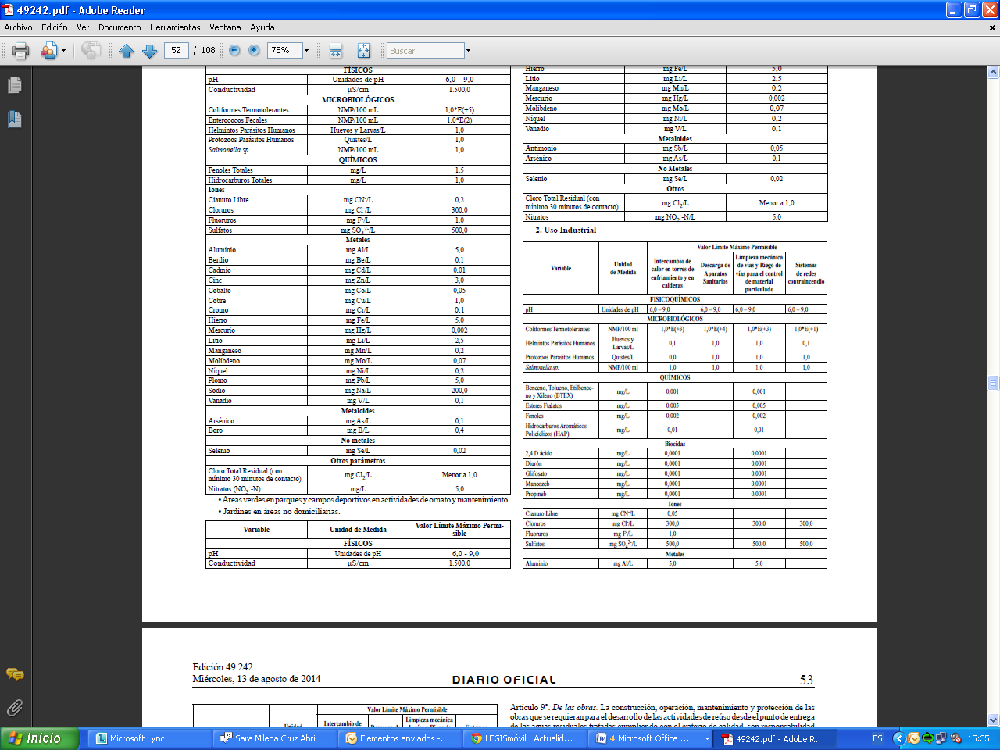 49242.pdf - Adobe Reader
Archivo Edición Ver Documento Herramientas Ventana Ayuda
52 / 108 75% Buscar
FÍSICOS
pH Unidades de pH 6,0 – 9,0
Conductividad µS/cm 1.500,0
MICROBIOLÓGICOS
Coliformes Termotolerantes NMP/100 mL 1,0*E(+5)
Enterococos Fecales NMP/100 mL 1,0*E(2)
Helmintos Parásitos Humanos Huevos y Larvas/L 1,0
Protozoos Parásitos Humanos Quistes/L 1,0
Salmonella sp NMP/100 mL 1,0
QUÍMICOS
Fenoles Totales mg/L 1,5
Hidrocarburos Totales mg/L 1,0
Iones
Cianuro Libre mg CN-/L 0,2
Cloruros mg Cl-/L 300,0
Fluoruros mg F-/L 1,0
Sulfatos mg SO4 2-/L 500,0
Metales
Aluminio mg Al/L 5,0
Berilio mg Be/L 0,1
Cadmio mg Cd/L 0,01
Cinc mg Zn/L 3,0
Cobalto mg Co/L 0,05
Cobre mg Cu/L 1,0
Cromo mg Cr/L 0,1
Hierro mg Fe/L 5,0
Mercurio mg Hg/L 0,002
Litio mg Li/L 2,5
Manganeso mg Mn/L 0,2
Molibdeno mg Mo/L 0,07
Níquel mg Ni/L 0,2
Plomo mg Pb/L 5,0
Sodio mg Na/L 200,0
Vanadio mg V/L 0,1
Metaloides
Arsénico mg As/L 0,1
Boro mg B/L 0,4
No metales
Selenio mg Se/L 0,02
Otros parámetros
Cloro Total Residual (con
mínimo 30 minutos de contacto) mg Cl2/L Menor a 1,0
Nitratos (NO3--N) mg/L 5,0
• Áreas verdes en parques y campos deportivos en actividades de ornato y mantenimiento.
• Jardines en áreas no domiciliarias.
Variable Unidad de Medida Valor Límite Máximo Permi-
sible
FÍSICOS
pH Unidades de pH 6,0 - 9,0
Conductividad µS/cm 1.500,0
Hierro mg Fe/L 5,0
Litio mg Li/L 2,5
Manganeso mg Mn/L 0,2
Mercurio mg Hg/L 0,002
Molibdeno mg Mo/L 0,07
Níquel mg Ni/L 0,2
Vanadio mg V/L 0,1
Metaloides
Antimonio mg Sb/L 0,05
Arsénico mg As/L 0,1
No Metales
Selenio mg Se/L 0,02
Otros
Cloro Total Residual (con
mínimo 30 minutos de contacto) mg Cl2/L Menor a 1,0
Nitratos mg NO3--N/L 5,0
2. Uso Industrial
Variable Unidad
de Medida Valor Límite Máximo Permisible
Intercambio de
calor en torres de
enfriamiento y en
calderas
Descarga de
Aparatos
Sanitarios
Limpieza mecánica
de vías y Riego de
vías para el control
de material
particulado
Sistemas
de redes
contraincendio
FISICOQUÍMICOS
pH Unidades de pH 6,0 – 9,0 6,0 – 9,0 6,0 – 9,0 6,0 – 9,0
MICROBIOLÓGICOS
Coliformes Termotolerantes NMP/100 ml 1,0*E(+3) 1,0*E(+4) 1,0*E(+3) 1,0*E(+1)
Helmintos Parásitos Humanos Huevos y
Larvas/L 0,1 1,0 1,0 0,1
Protozoos Parásitos Humanos Quistes/L 0,0 1,0 1,0 1,0
Salmonella sp. NMP/100 ml 1,0 1,0 1,0 1,0
QUÍMICOS
Benceno, Tolueno, Etilbence-
no y Xileno (BTEX) mg/L 0,001 0,001
Esteres Ftalatos mg/L 0,005 0,005
Fenoles mg/L 0,002 0,002
Hidrocarburos Aromáticos
Policíclicos (HAP) mg/L 0,01 0,01
Biocidas
2,4 D ácido mg/L 0,0001 0,0001
Diurón mg/L 0,0001 0,0001
Glifosato mg/L 0,0001 0,0001
Mancozeb mg/L 0,0001 0,0001
Propineb mg/L 0,0001 0,0001
Iones
Cianuro Libre mg CN-/L 0,05
Cloruros mg Cl-/L 300,0 300,0 300,0
Fluoruros mg F-/L 1,0
Sulfatos mg SO4 2-/L 500,0 500,0 500,0
Metales
Aluminio mg Al/L 5,0 5,0
Edición 49.242
Miércoles, 13 de agosto de 2014 DIARIO OFICIAL 53
Valor Límite Máximo Permisible
Intercambio de Limpieza mecánica
Artículo 9°. De las obras. La construcción, operación, mantenimiento y protección de las
obras que se requieran para el desarrollo de las actividades de reúso desde el punto de entrega
de las aguas residuales tratadas cumpliendo con el criterio de calidad, son responsabilidad
Inicio Microsoft Lync Sara Milena Cruz Abril Elementos enviados -... LEGISmóvil | Actualid... 4 Microsoft Office ... 49242.pdf - Adobe R... ES 15:35